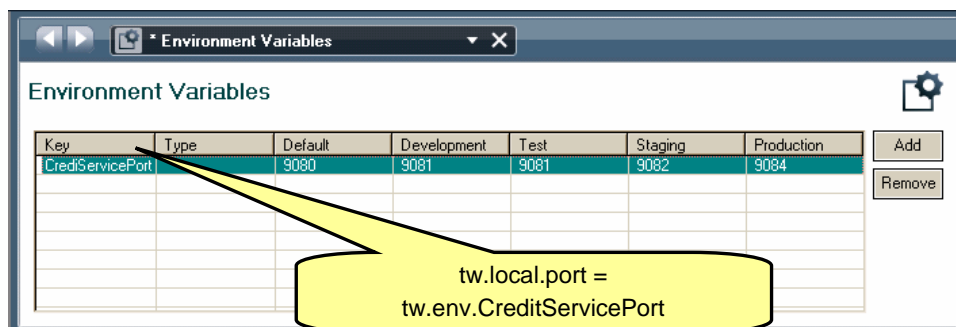 * Environment Variables
Environment Variables
Key Type Default Development Test Staging Production
CrediServicePort 9080 9081 9081 9082 9084
Add
Remove
tw.local.port =
tw.env.CreditServicePort